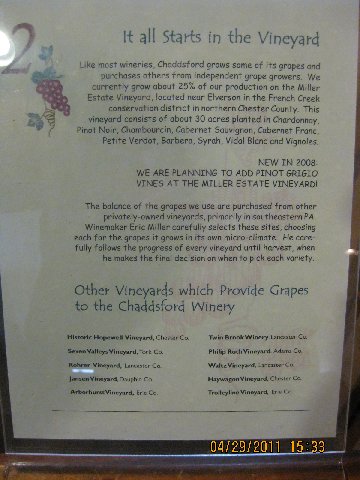 2
It all Starts in the Vineyard
Like most wineries, Chaddsford grows some of its grapes and
purchases others from independent grape growers. We
currently grow about 25% of our production on the Miller
Estate Vineyard, located near Elverson in the French Creek
conservation district in northern Chester County. This
vineyard consists of about 30 acres planted in Chardonnay,
Pinot Noir, Chambourcin, Cabernet Sauvignon, Cabernet Franc,
Petite Verdot, Barbera, Syrah, Vidal Blanc and Vignoles.
NEW IN 2008:
WE ARE PLANNING TO ADD PINOT GRIGIO
VINES AT THE MILLER ESTATE VINEYARD!
The balance of the grapes we use are purchased from other
privately-owned vineyards, primarily in southeastern PA.
Winemaker Eric Miller carefully selects these sites, choosing
each for the grapes it grows in its own micro-climate. He care-
fully follows the progress of every vineyard until harvest, when
he makes the final decision on when to pick each variety.
Other Vineyards which Provide Grapes
to the Chaddsford Winery
Historic Hopewell Vineyard, Chester Co.
Seven Valleys Vineyard, York Co.
Rohrer Vineyard, Lancaster Co.
Jansen Vineyard, Dauphin Co.
Arborhurst Vineyard, Erie Co.
Twin Brook Winery Lancaster Co.
Philip Roth Vineyard, Adams Co.
Waltz Vineyard, Lancaster Co.
Haywagon Vineyard, Chester Co.
Trolleyline Vineyard, Erie Co.
04/29/2011 15:33